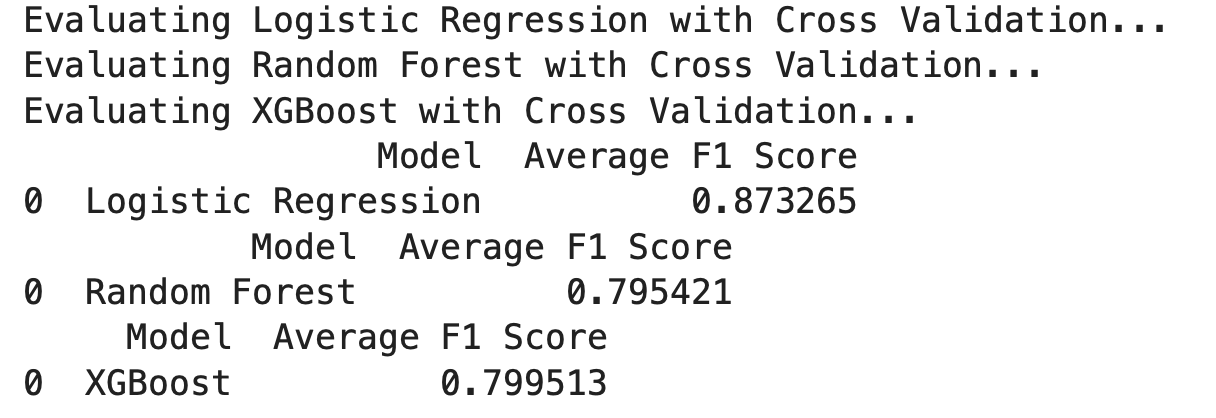 Evaluating Logistic Regression with Cross Validation...
Evaluating Random Forest with Cross Validation...
Evaluating XGBoost with Cross Validation...
Model  Average F1 Score
0  Logistic Regression          0.873265
Model  Average F1 Score
0  Random Forest          0.795421
Model  Average F1 Score
0  XGBoost          0.799513